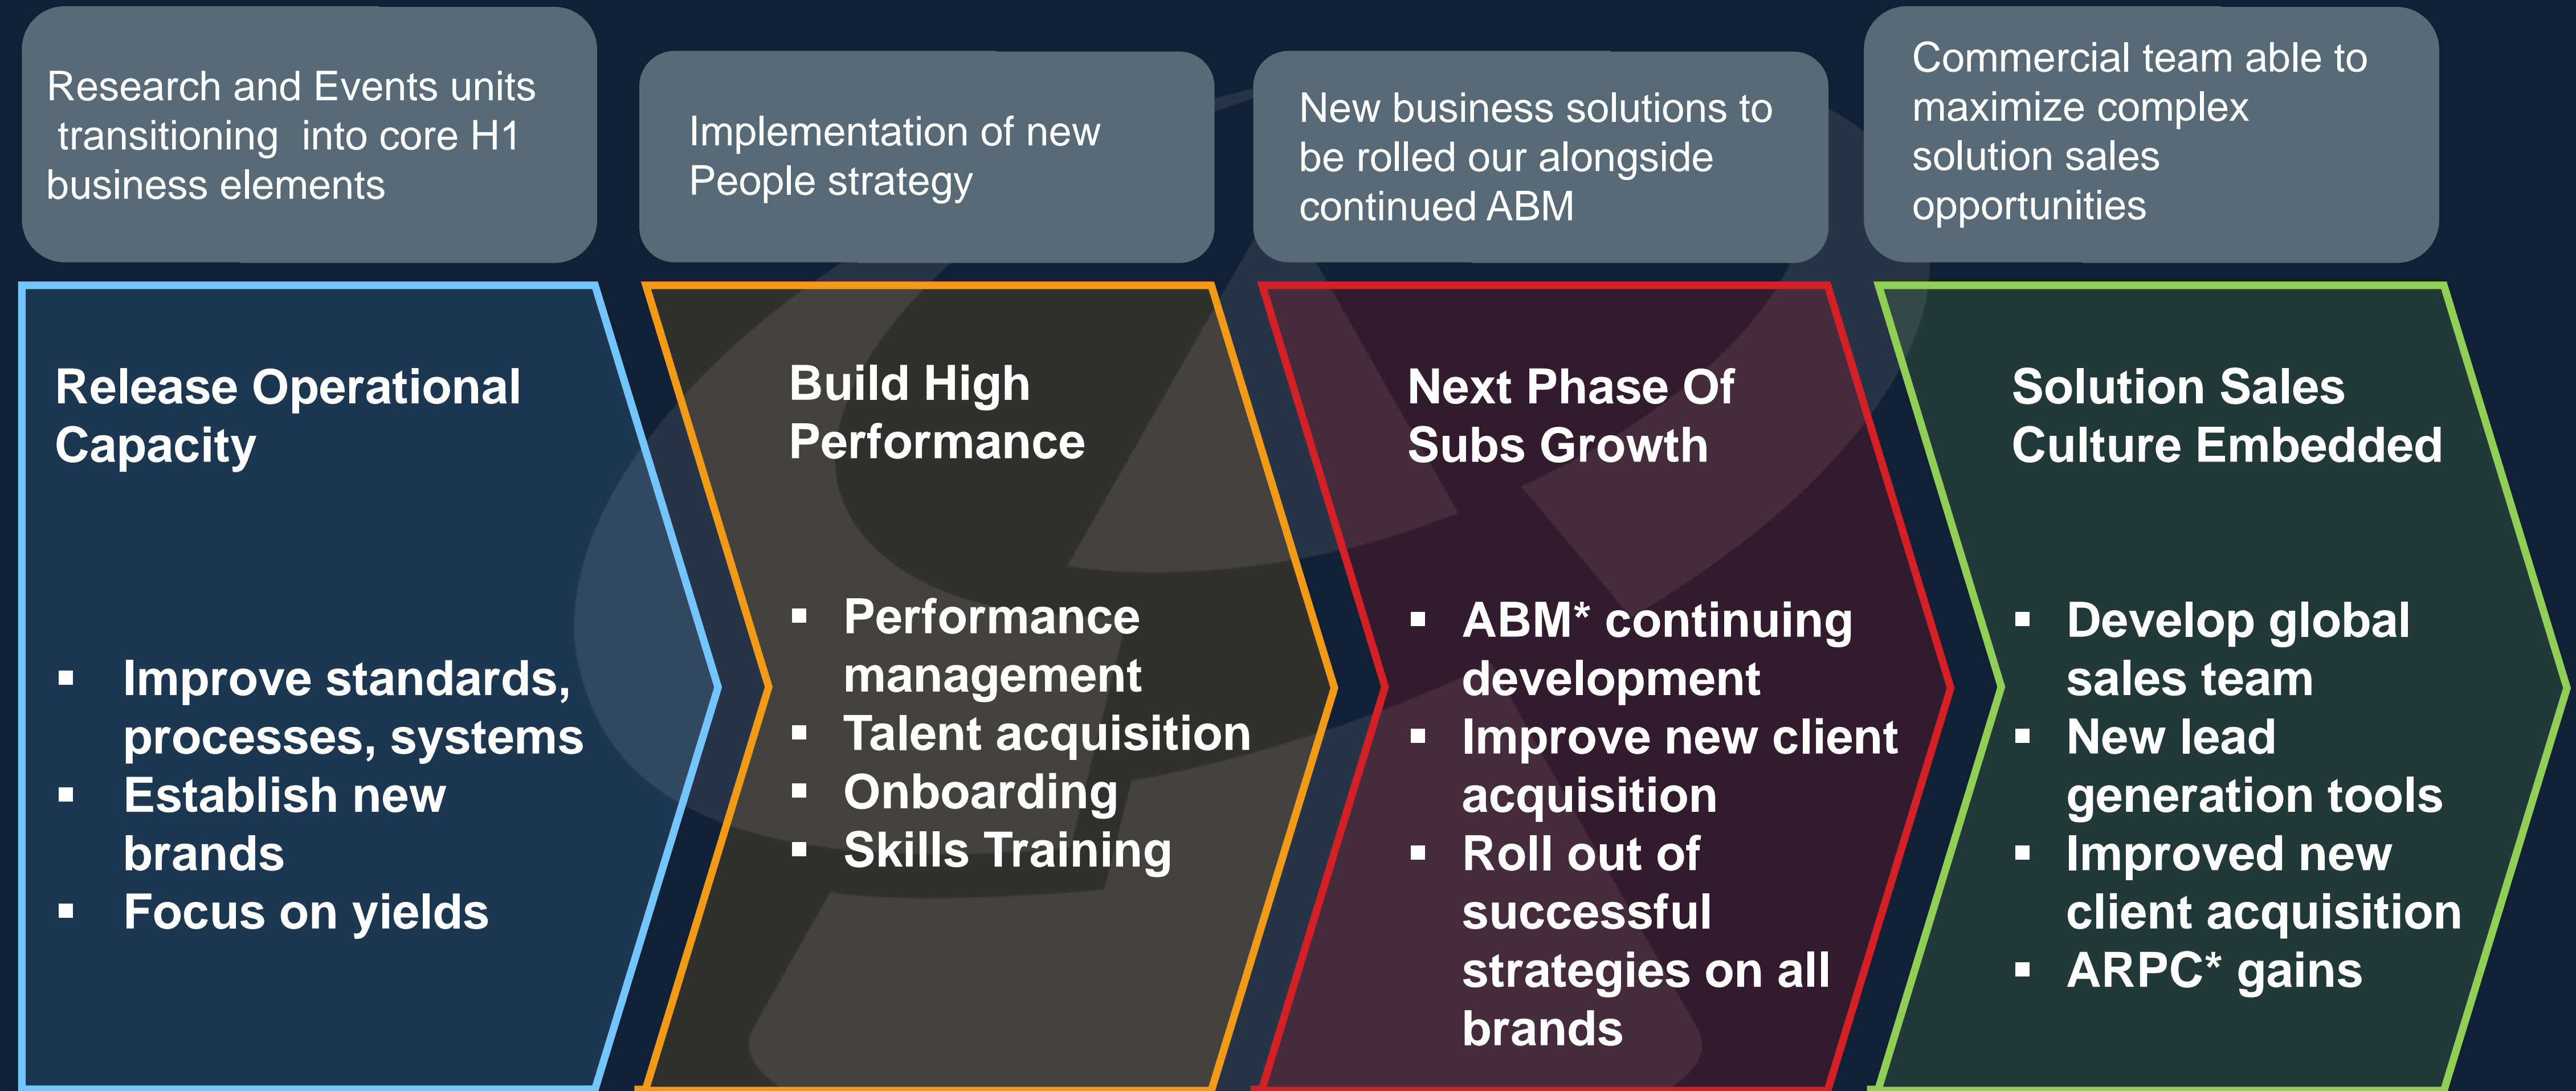 Research and Events units
transitioning into core H1
business elements
Implementation of new
People strategy
New business solutions to
be rolled our alongside
continued ABM
Commercial team able to
maximize complex
solution sales
opportunities
Release Operational
Capacity
▪ Improve standards,
processes, systems
▪ Establish new
brands
▪ Focus on yields
Build High
Performance
▪ Performance
management
▪ Talent acquisition
▪ Onboarding
▪ Skills Training
Next Phase Of
Subs Growth
▪ ABM* continuing
development
▪ Improve new client
acquisition
▪ Roll out of
successful
strategies on all
brands
Solution Sales
Culture Embedded
▪ Develop global
sales team
▪ New lead
generation tools
▪ Improved new
client acquisition
▪ ARPC* gains